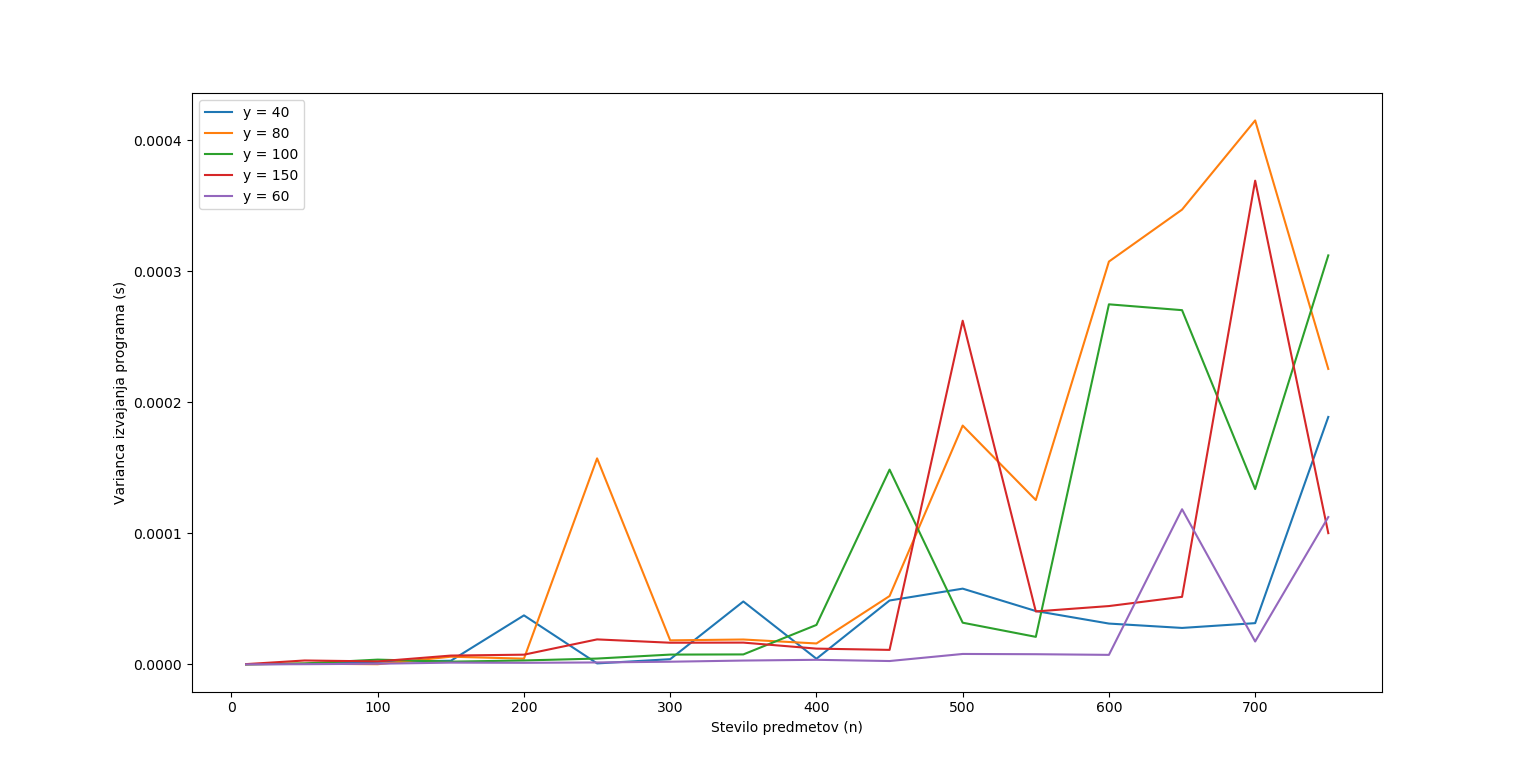 y = 40
y = 80
y = 100
y = 150
y = 60
0.0004
0.0003
0.0002
0.0001
0.0000
Varianca izvajanja programa (s)
0 100 200 300 400 500 600 700
Stevilo predmetov (n)